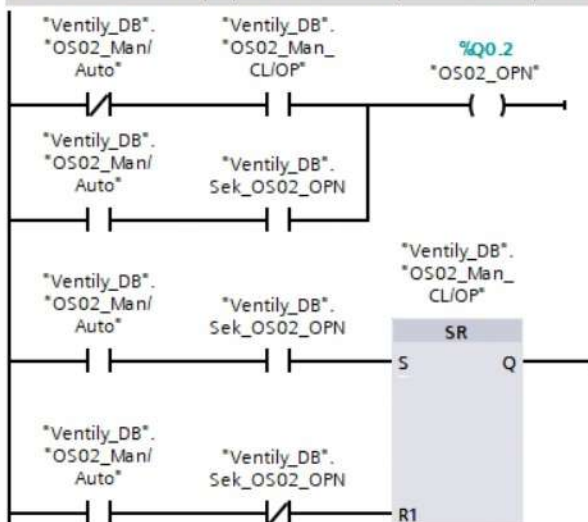 "Ventily_DB".
"OS02_Man/
Auto"
"Ventily_DB".
"OS02_Man_
CL/OP"
%Q0.2
"OS02_OPN"
"Ventily_DB".
"OS02_Man/
Auto"
"Ventily_DB".
Sek_OS02_OPN
"Ventily_DB".
"OS02_Man_
CL/OP"
"Ventily_DB".
"OS02_Man/
Auto"
"Ventily_DB".
Sek_OS02_OPN
SR
S
Q
"Ventily_DB".
"OS02_Man/
Auto"
"Ventily_DB".
Sek_OS02_OPN
R1